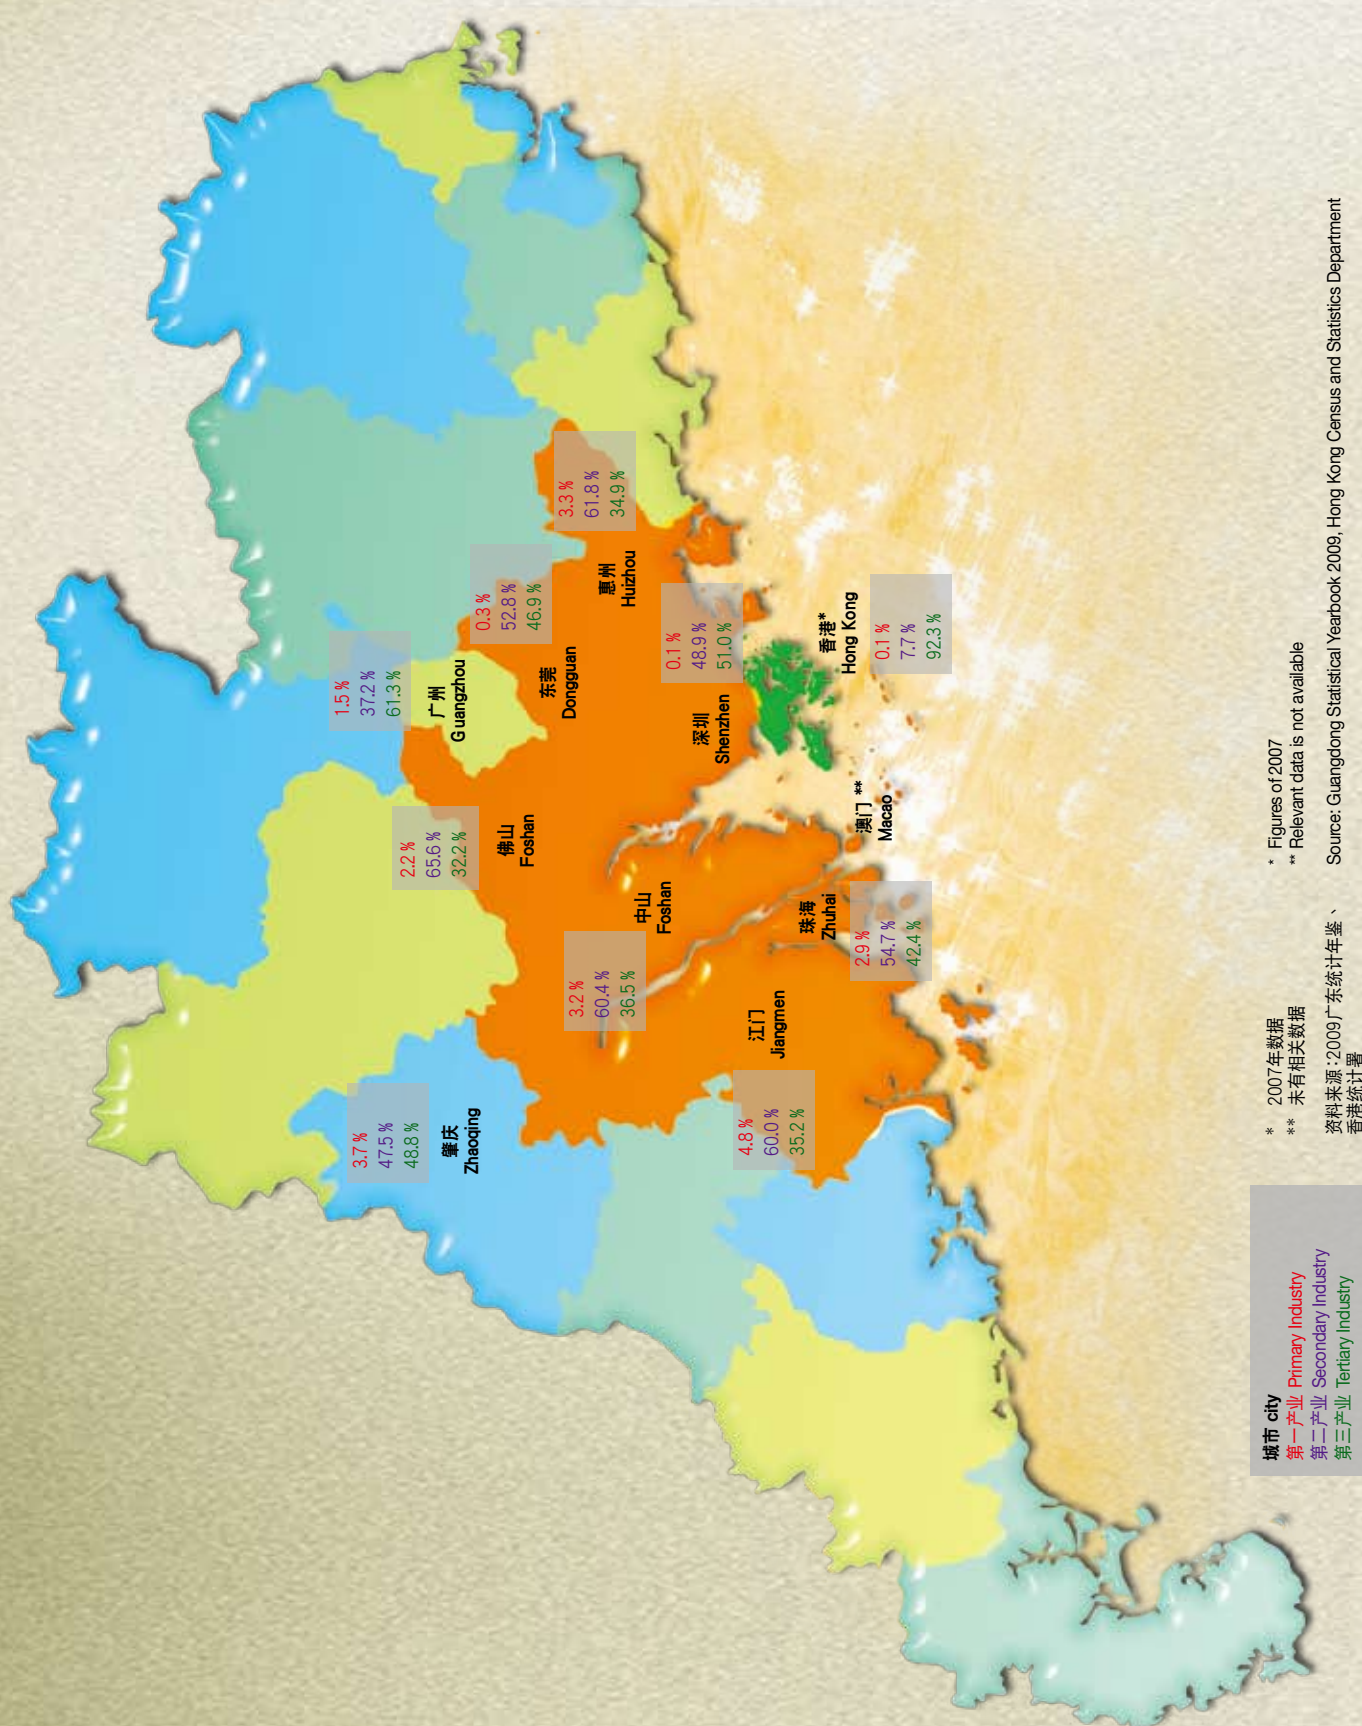 肇庆
Zhaoqing
3.7 %
47.5 %
48.8 %
广州
Guangzhou
1.5 %
37.2 %
61.3 %
佛山
Foshan
2.2 %
65.6 %
32.2 %
东莞
Dongguan
0.3 %
52.8 %
46.9 %
惠州
Huizhou
3.3 %
61.8 %
34.9 %
中山
Foshan
3.2 %
60.4 %
36.5 %
深圳
Shenzhen
0.1 %
48.9 %
51.0 %
江门
Jiangmen
4.8 %
60.0 %
35.2 %
珠海
Zhuhai
2.9 %
54.7 %
42.4 %
澳门 **
Macao
香港*
Hong Kong
0.1 %
7.7 %
92.3 %
城市 city
第一产业 Primary Industry
第二产业 Secondary Industry
第三产业 Tertiary Industry
* 2007年数据
** 未有相关数据
资料来源：2009广东统计年鉴、
香港统计署
* Figures of 2007
** Relevant data is not available
Source: Guangdong Statistical Yearbook 2009, Hong Kong Census and Statistics Department